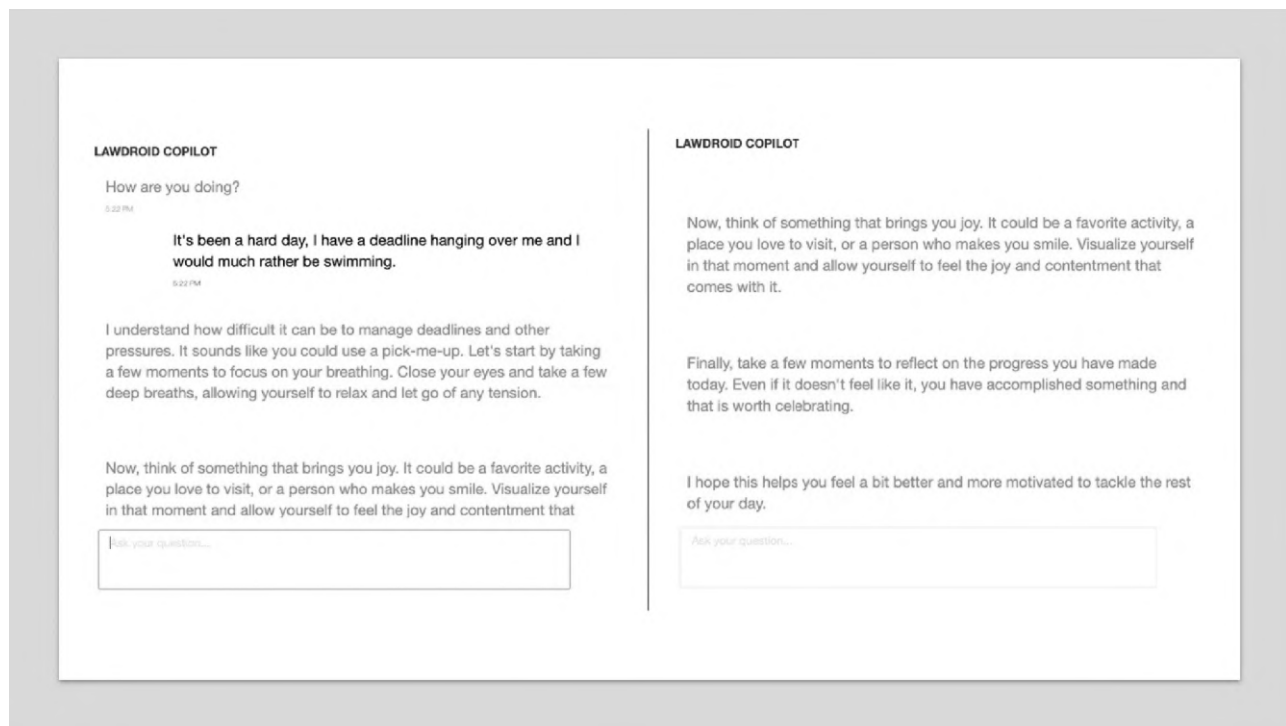 LAWDROID COPILOT
How are you doing?
5:22 PM
It's been a hard day, I have a deadline hanging over me and I
would much rather be swimming.
5:22 PM
I understand how difficult it can be to manage deadlines and other
pressures. It sounds like you could use a pick-me-up. Let's start by taking
a few moments to focus on your breathing. Close your eyes and take a few
deep breaths, allowing yourself to relax and let go of any tension.
Now, think of something that brings you joy. It could be a favorite activity, a
place you love to visit, or a person who makes you smile. Visualize yourself
in that moment and allow yourself to feel the joy and contentment that
Ask your question...
LAWDROID COPILOT
Now, think of something that brings you joy. It could be a favorite activity, a
place you love to visit, or a person who makes you smile. Visualize yourself
in that moment and allow yourself to feel the joy and contentment that
comes with it.
Finally, take a few moments to reflect on the progress you have made
today. Even if it doesn't feel like it, you have accomplished something and
that is worth celebrating.
I hope this helps you feel a bit better and more motivated to tackle the rest
of your day.
Ask your question...